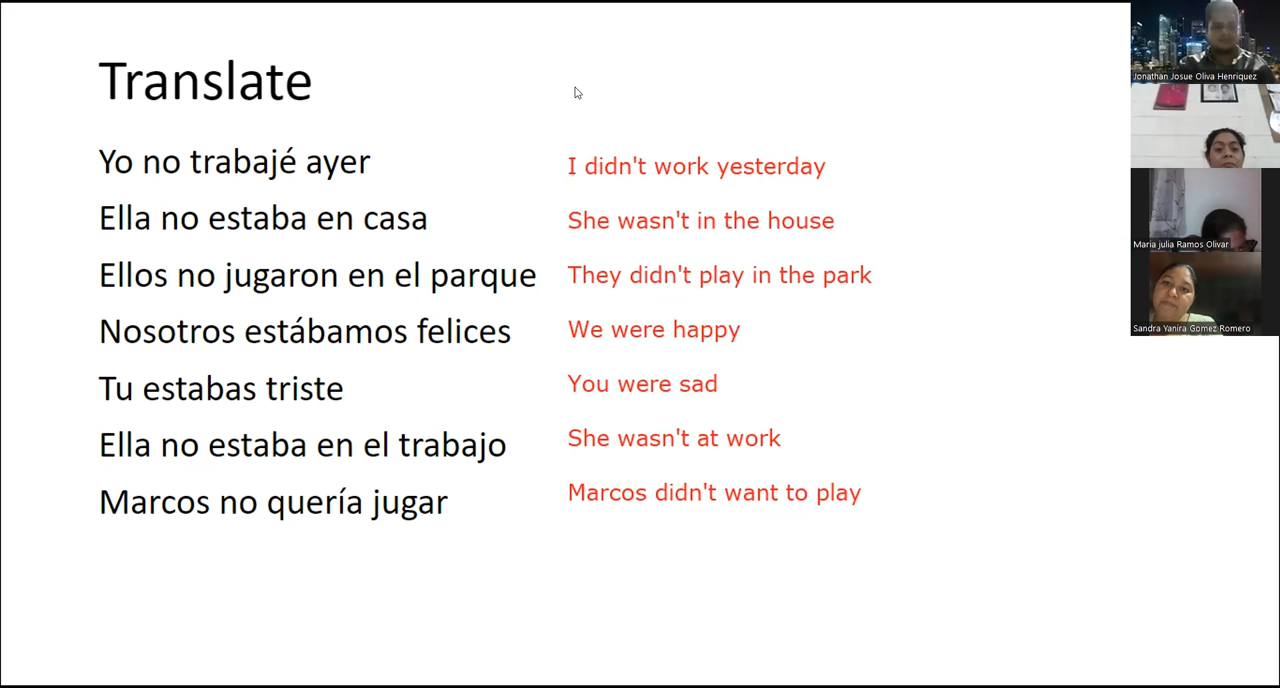 Translate
Yo no trabajé ayer
I didn't work yesterday
Ella no estaba en casa
She wasn't in the house
Ellos no jugaron en el parque
They didn't play in the park
Nosotros estábamos felices
We were happy
Tu estabas triste
You were sad
Ella no estaba en el trabajo
She wasn't at work
Marcos no quería jugar
Marcos didn't want to play
Jonathan Josue Oliva Henriquez
Maria julia Ramos Olivar
Sandra Yanira Gomez Romero